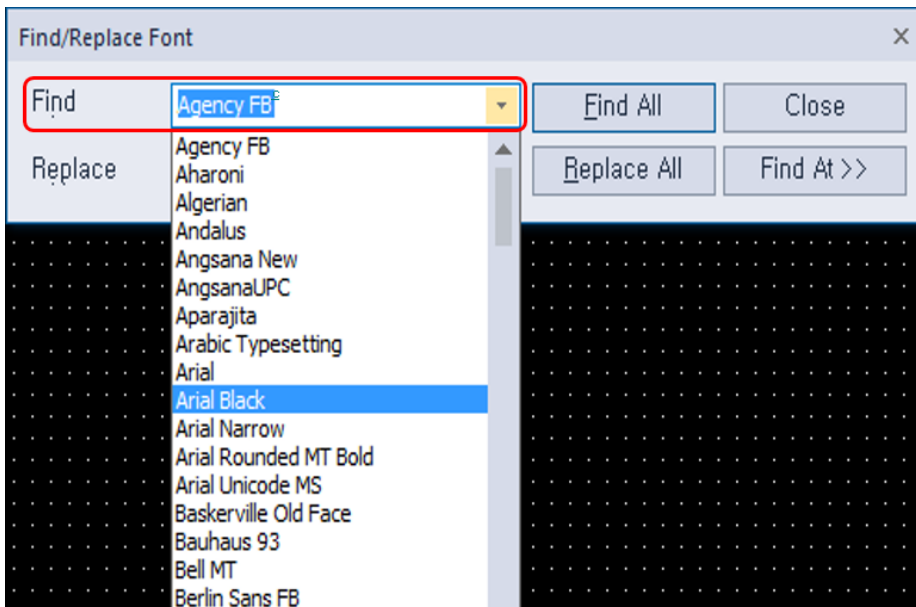 Find/Replace Font
Find Agency FB Find All Close
Replace Replace All Find At >>
Agency FB
Aharoni
Algerian
Andalus
Angsana New
AngsanaUPC
Aparajita
Arabic Typesetting
Arial
Arial Black
Arial Narrow
Arial Rounded MT Bold
Arial Unicode MS
Baskerville Old Face
Bauhaus 93
Bell MT
Berlin Sans FB